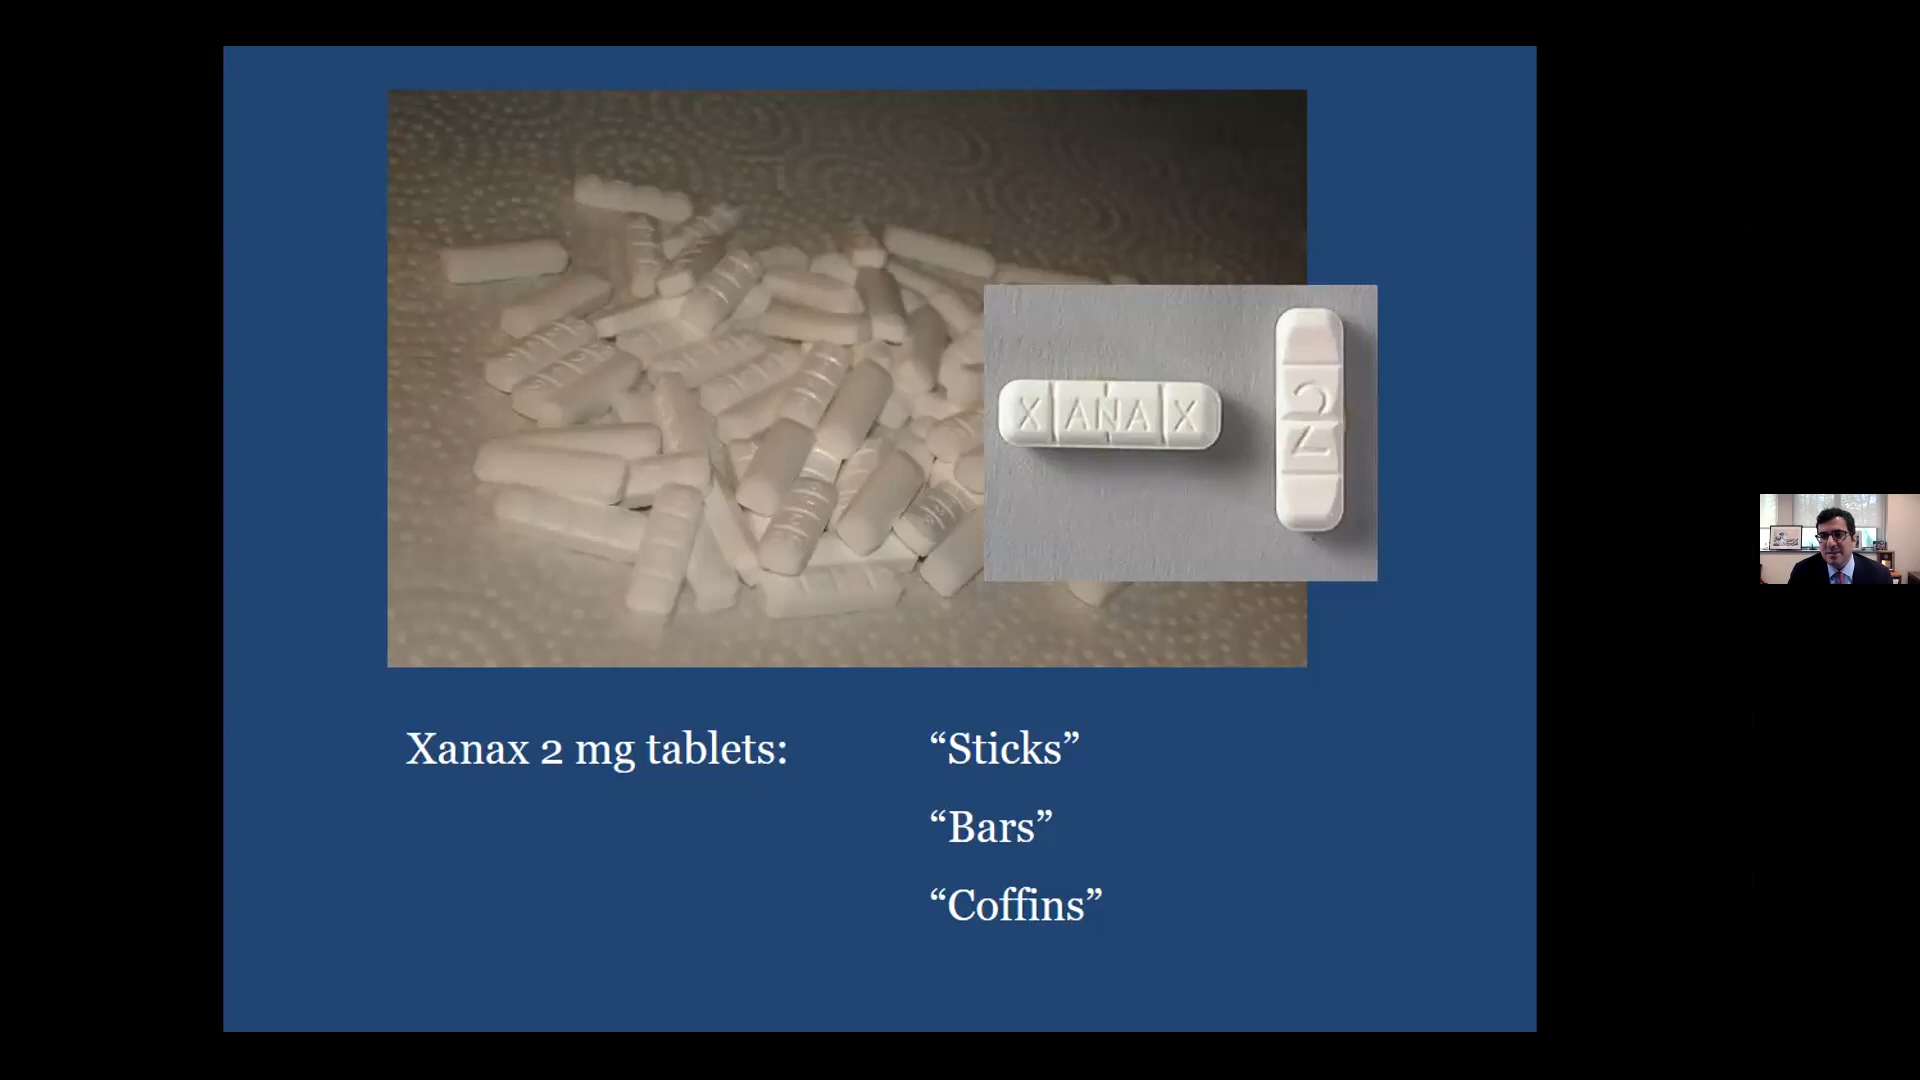 XANAX
2
Xanax 2 mg tablets:
“Sticks”
“Bars”
“Coffins”